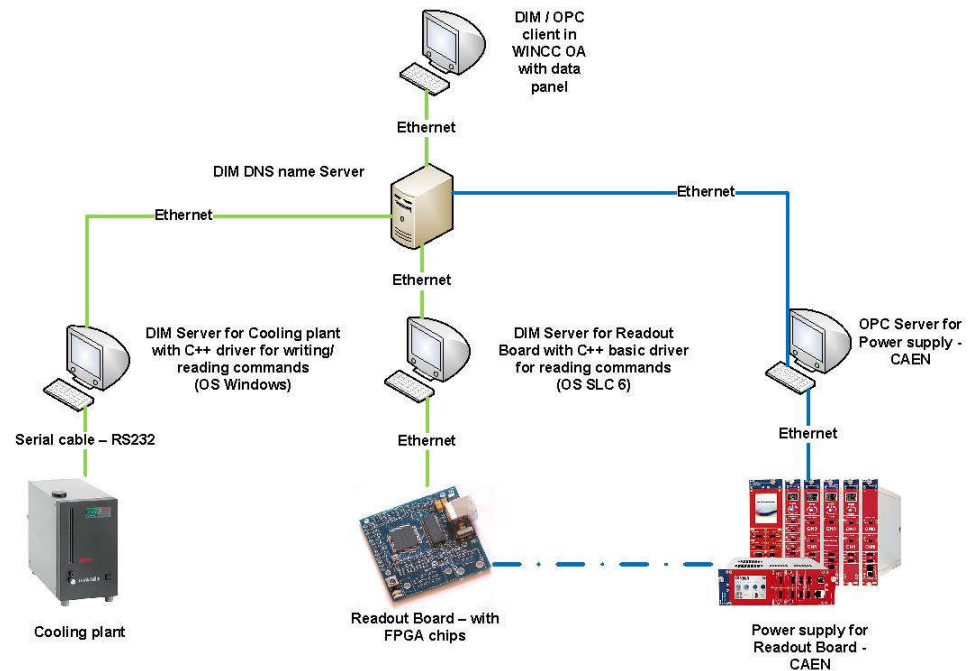 DIM / OPC
client in
WINCC OA
with data
panel
Ethernet
DIM DNS name Server
Ethernet
Ethernet
Ethernet
DIM Server for Cooling plant
with C++ driver for writing/
reading commands
(OS Windows)
DIM Server for Readout
Board with C++ basic driver
for reading commands
(OS SLC 6)
OPC Server for
Power supply -
CAEN
Serial cable – RS232
Ethernet
Ethernet
Cooling plant
Readout Board – with
FPGA chips
Power supply for
Readout Board -
CAEN